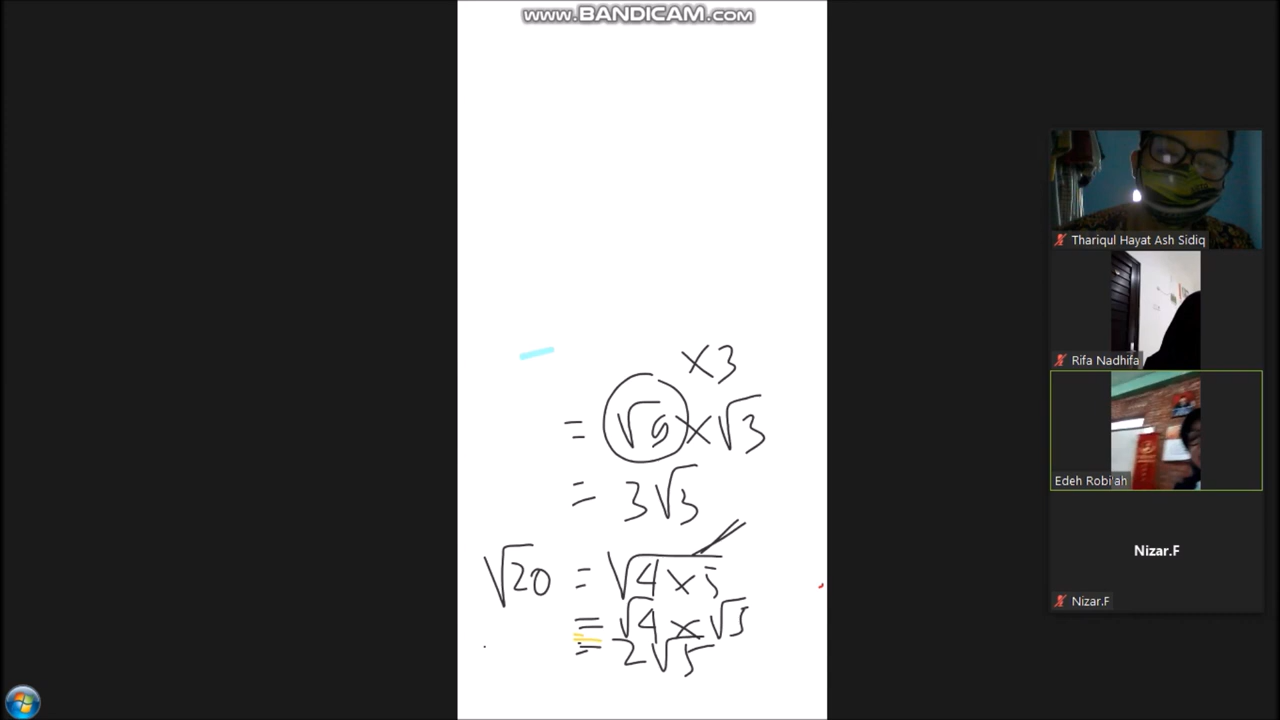 www.BANDICAM.com
×3
= √9 × √3
= 3√3
√20 = √4 × 5
= √4 × √5
= 2√5
Thariqul Hayat Ash Sidiq
Rifa Nadhifa
Edeh Robi'ah
Nizar.F
Nizar.F